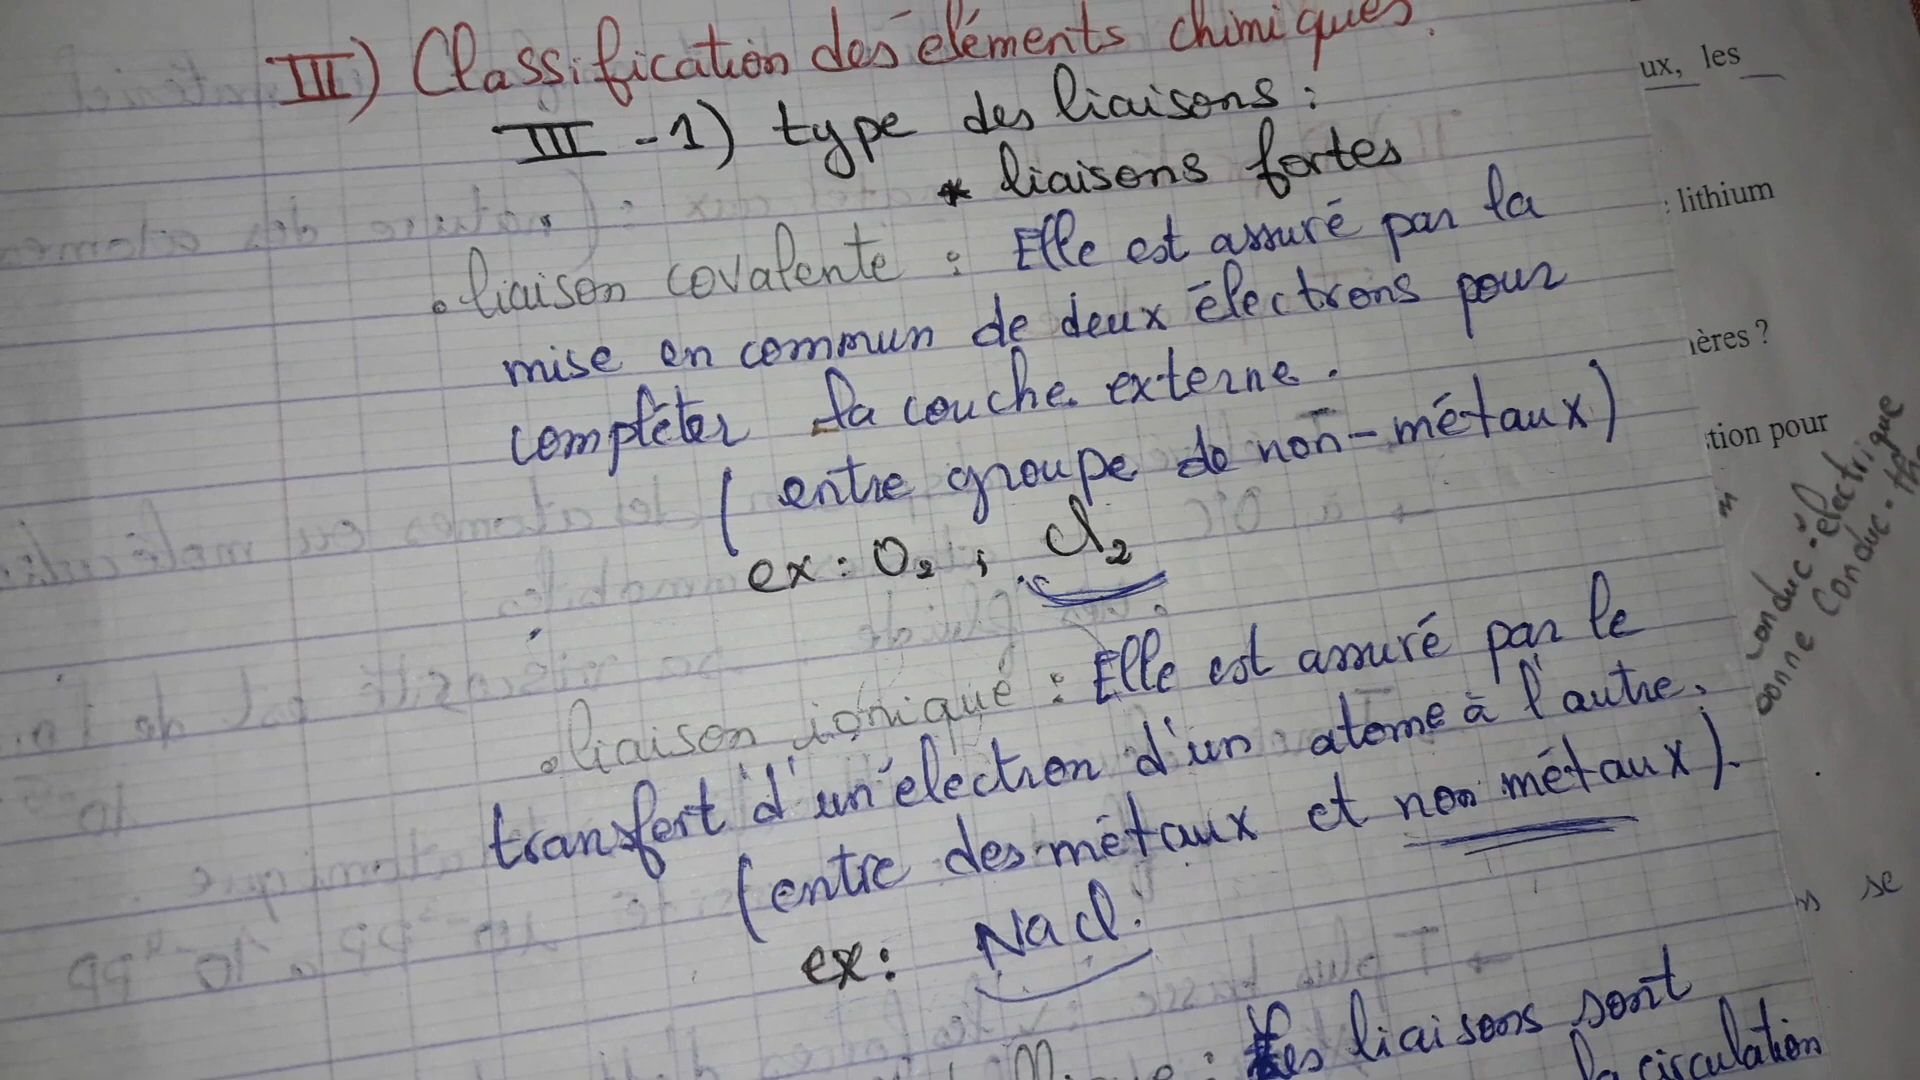 III) Classification des éléments chimiques.
III - 1) type des liaisons :
* liaisons fortes
• liaison covalente : Elle est assuré par la
mise en commun de deux électrons pour
compléter la couche externe.
( entre groupe de non-métaux)
ex : O₂ ; Cl₂
• liaison ionique : Elle est assuré par le
transfert d'un électron d'un atome à l'autre.
(entre des métaux et non métaux).
ex : NaCl.
les liaisons sont
la circulation
ux, les
: lithium
ières ?
tion pour
conduc - électrique
bonne Conduc -
se